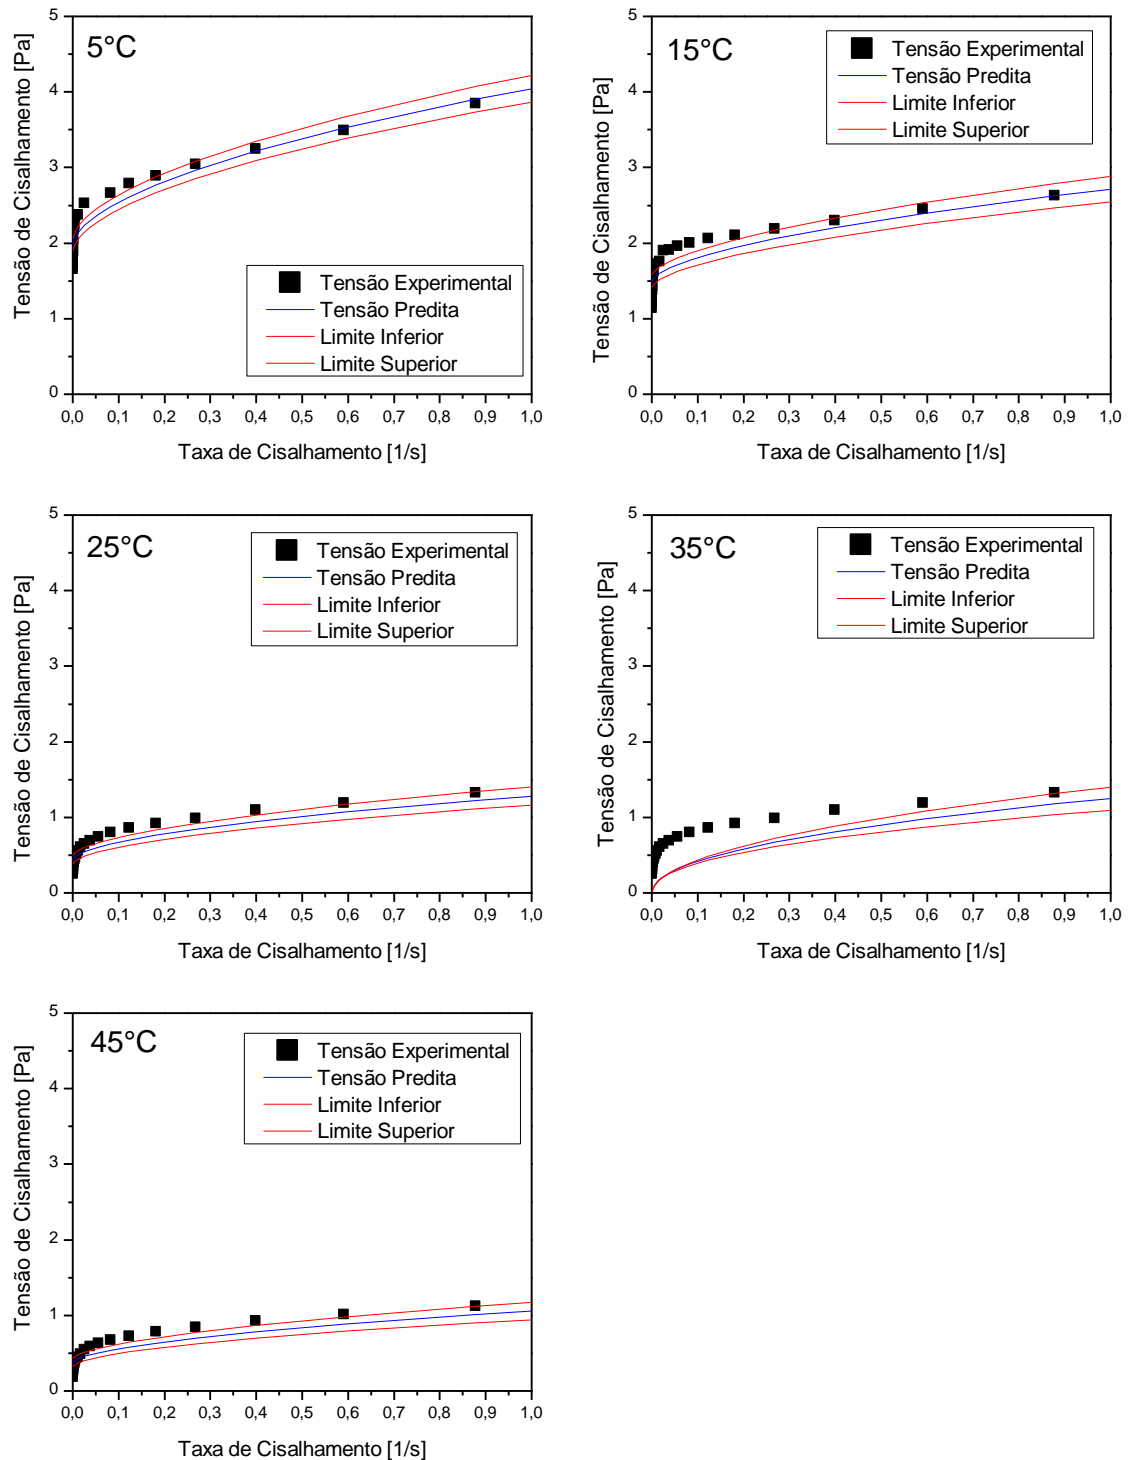 5°C
Tensão de Cisalhamento [Pa]
5
4
3
2
1
0
Tensão Experimental
Tensão Predita
Limite Inferior
Limite Superior
0,0 0,1 0,2 0,3 0,4 0,5 0,6 0,7 0,8 0,9 1,0
Taxa de Cisalhamento [1/s]
15°C
Tensão de Cisalhamento [Pa]
5
4
3
2
1
0
Tensão Experimental
Tensão Predita
Limite Inferior
Limite Superior
0,0 0,1 0,2 0,3 0,4 0,5 0,6 0,7 0,8 0,9 1,0
Taxa de Cisalhamento [1/s]
25°C
Tensão de Cisalhamento [Pa]
5
4
3
2
1
0
Tensão Experimental
Tensão Predita
Limite Inferior
Limite Superior
0,0 0,1 0,2 0,3 0,4 0,5 0,6 0,7 0,8 0,9 1,0
Taxa de Cisalhamento [1/s]
35°C
Tensão de Cisalhamento [Pa]
5
4
3
2
1
0
Tensão Experimental
Tensão Predita
Limite Inferior
Limite Superior
0,0 0,1 0,2 0,3 0,4 0,5 0,6 0,7 0,8 0,9 1,0
Taxa de Cisalhamento [1/s]
45°C
Tensão de Cisalhamento [Pa]
5
4
3
2
1
0
Tensão Experimental
Tensão Predita
Limite Inferior
Limite Superior
0,0 0,1 0,2 0,3 0,4 0,5 0,6 0,7 0,8 0,9 1,0
Taxa de Cisalhamento [1/s]